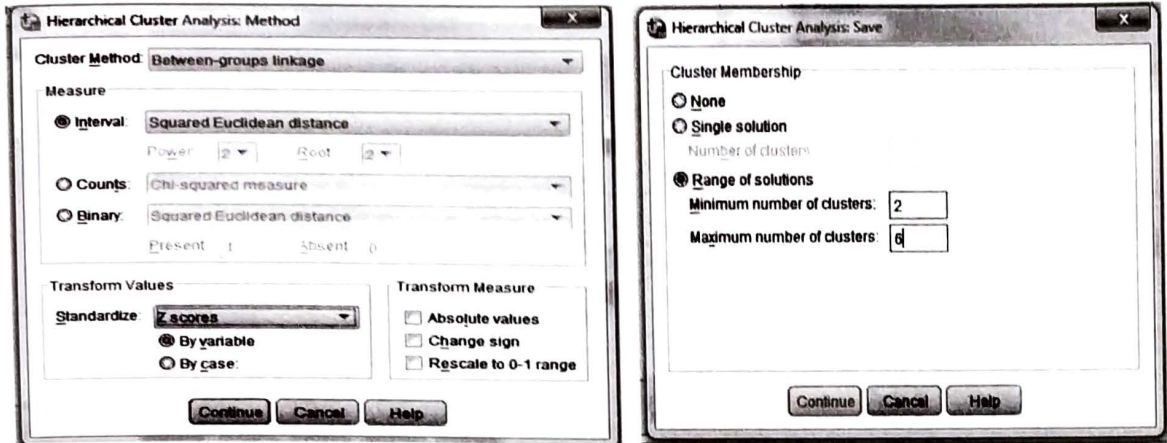 Hierarchical Cluster Analysis: Method
Cluster Method: Between-groups linkage
Measure
Interval: Squared Euclidean distance
Power 2 Root 2
Counts: Chi-squared measure
Binary: Squared Euclidean distance
Present 1 Absent 0
Transform Values
Standardize: Z scores
By variable
By case:
Transform Measure
Absolute values
Change sign
Rescale to 0-1 range
Continue Cancel Help
Hierarchical Cluster Analysis: Save
Cluster Membership
None
Single solution
Number of clusters
Range of solutions
Minimum number of clusters: 2
Maximum number of clusters: 6
Continue Cancel Help